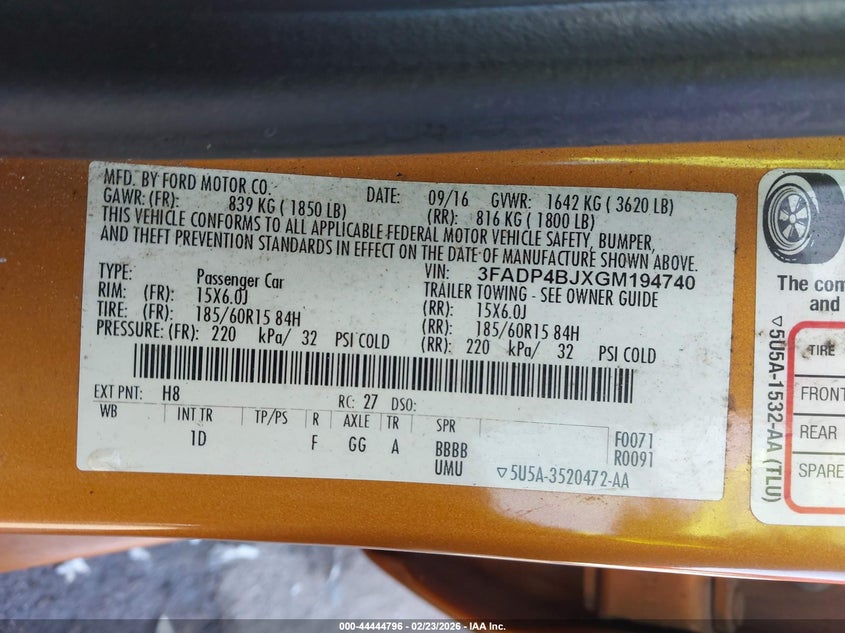 MFD. BY FORD MOTOR CO.
DATE: 09/16 GVWR: 1642 KG ( 3620 LB)
GAWR: (FR): 839 KG ( 1850 LB) (RR): 816 KG ( 1800 LB)
THIS VEHICLE CONFORMS TO ALL APPLICABLE FEDERAL MOTOR VEHICLE SAFETY, BUMPER,
AND THEFT PREVENTION STANDARDS IN EFFECT ON THE DATE OF MANUFACTURE SHOWN ABOVE.
TYPE: Passenger Car VIN: 3FADP4BJXGM194740
TRAILER TOWING - SEE OWNER GUIDE
RIM: (FR): 15X6.0J (RR): 15X6.0J
TIRE: (FR): 185/60R15 84H (RR): 185/60R15 84H
PRESSURE: (FR): 220 kPa/ 32 PSI COLD (RR): 220 kPa/ 32 PSI COLD
EXT PNT: H8 RC: 27 DSO:
WB INT TR TP/PS R AXLE TR SPR
1D F GG A BBBB
UMU
F0071
R0091
▽5U5A-3520472-AA
The com
and
▽5U5A-1532-AA (TLU)
TIRE
FRONT
REAR
SPARE
000-44444796 - 02/23/2026 - IAA Inc.